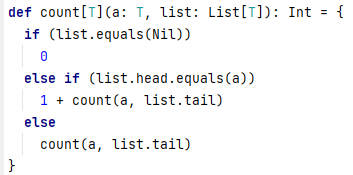 def count[T](a: T, list: List[T]): Int = {
  if (list.equals(Nil))
    0
  else if (list.head.equals(a))
    1 + count(a, list.tail)
  else
    count(a, list.tail)
}